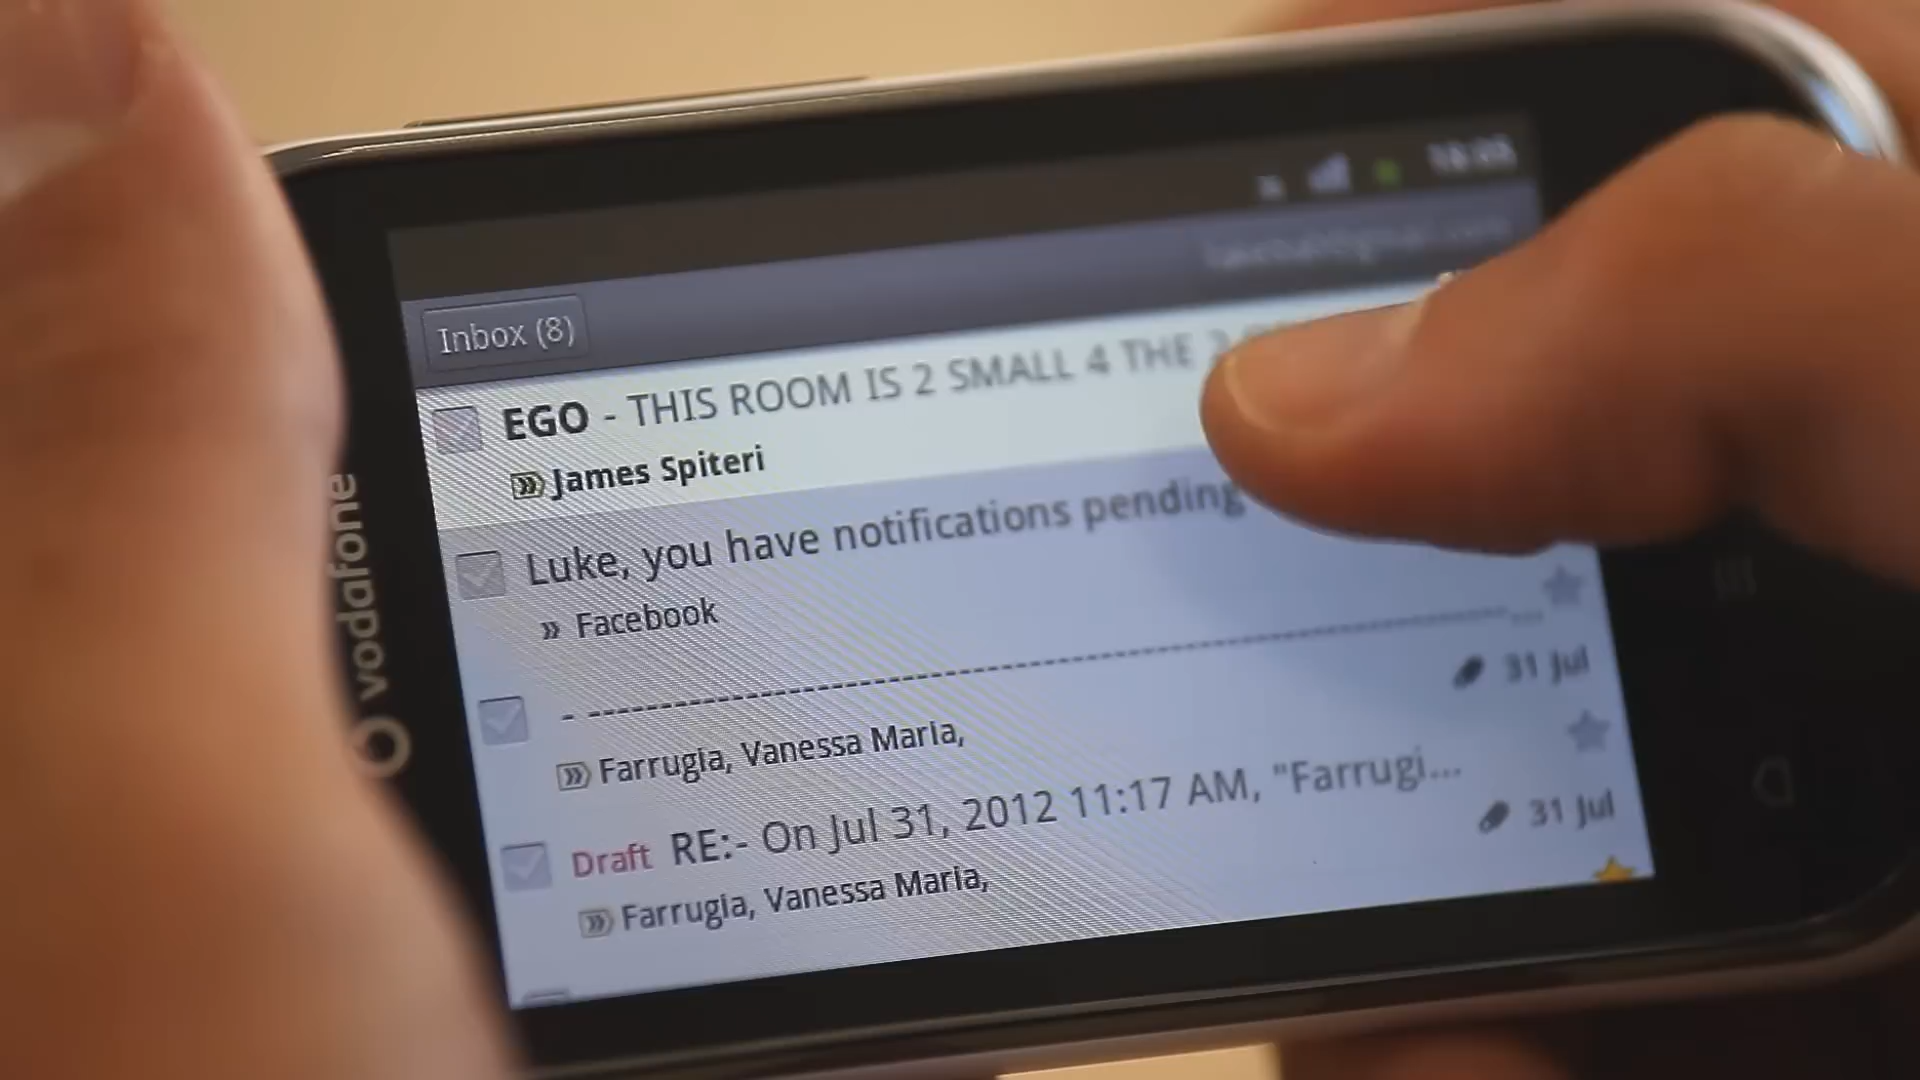 Inbox (8)
EGO - THIS ROOM IS 2 SMALL 4 THE 2
James Spiteri
Luke, you have notifications pending
» Facebook
- -----------------------------------------------------------...
31 Jul
Farrugia, Vanessa Maria,
Draft RE:- On Jul 31, 2012 11:17 AM, "Farrugi...
31 Jul
Farrugia, Vanessa Maria,
vodafone